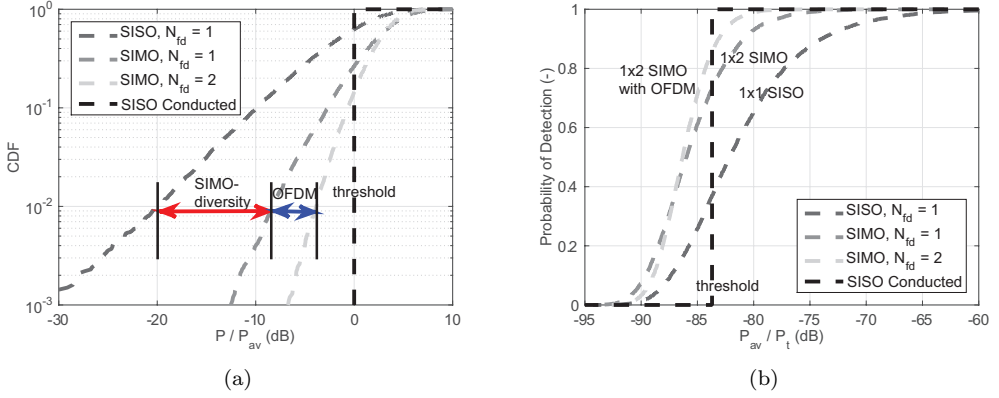 10⁰
10⁻¹
10⁻²
10⁻³
CDF
SISO, N_fd = 1
SIMO, N_fd = 1
SIMO, N_fd = 2
SISO Conducted
SIMO-
diversity
OFDM
threshold
-30 -20 -10 0 10
P / P_av (dB)
(a)
1
0.8
0.6
0.4
0.2
0
Probability of Detection (-)
1x2 SIMO
with OFDM
1x2 SIMO
1x1 SISO
threshold
SISO, N_fd = 1
SIMO, N_fd = 1
SIMO, N_fd = 2
SISO Conducted
-95 -90 -85 -80 -75 -70 -65 -60
P_av / P_t (dB)
(b)